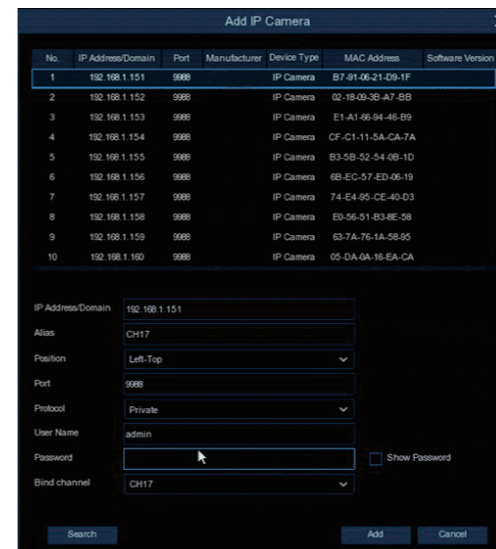 Add IP Camera
No. IP Address/Domain Port Manufacturer Device Type MAC Address Software Version
1 192.168.1.151 9988 IP Camera B7-91-06-21-D9-1F
2 192.168.1.152 9988 IP Camera 02-18-09-3B-A7-BB
3 192.168.1.153 9988 IP Camera E1-A1-66-94-46-B9
4 192.168.1.154 9988 IP Camera CF-C1-11-5A-CA-7A
5 192.168.1.155 9988 IP Camera B3-5B-52-54-0B-1D
6 192.168.1.156 9988 IP Camera 6B-EC-57-ED-06-19
7 192.168.1.157 9988 IP Camera 74-E4-95-CE-40-D3
8 192.168.1.158 9988 IP Camera E0-56-51-B3-8E-58
9 192.168.1.159 9988 IP Camera 63-7A-76-1A-58-95
10 192.168.1.160 9988 IP Camera 05-DA-0A-16-EA-CA
IP Address/Domain 192.168.1.151
Alias CH17
Position Left-Top
Port 9988
Protocol Private
User Name admin
Password Show Password
Bind channel CH17
Search Add Cancel